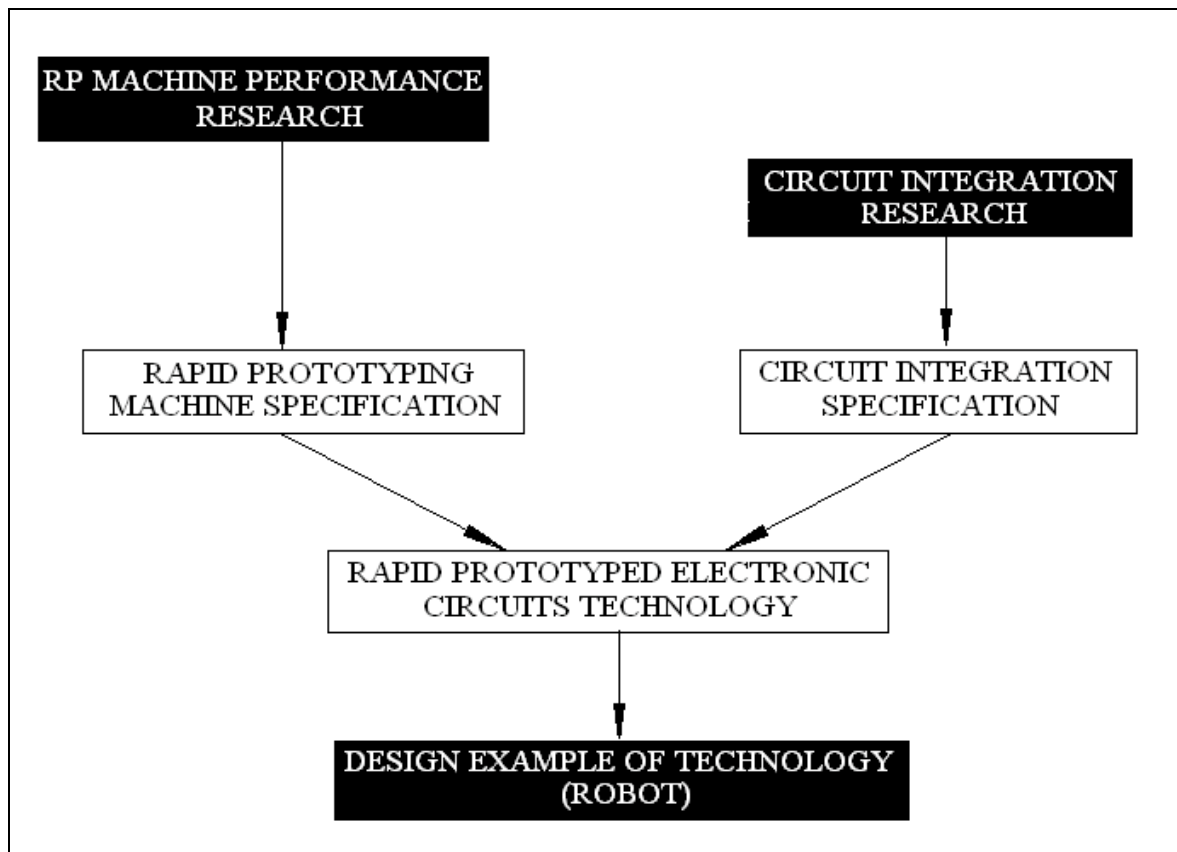 RP MACHINE PERFORMANCE
RESEARCH
CIRCUIT INTEGRATION
RESEARCH
RAPID PROTOTYPING
MACHINE SPECIFICATION
CIRCUIT INTEGRATION
SPECIFICATION
RAPID PROTOTYPED ELECTRONIC
CIRCUITS TECHNOLOGY
DESIGN EXAMPLE OF TECHNOLOGY
(ROBOT)